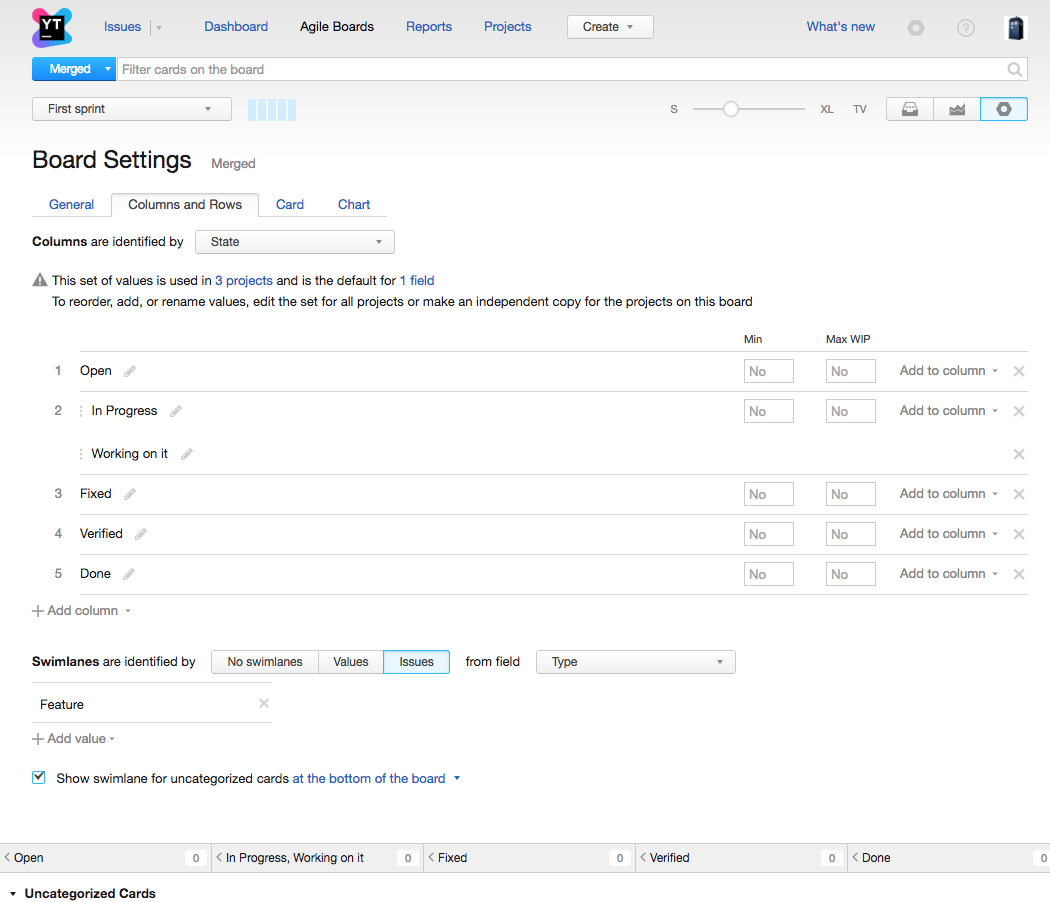 YT Issues Dashboard Agile Boards Reports Projects Create What's new
Merged Filter cards on the board
First sprint S XL TV
Board Settings Merged
General Columns and Rows Card Chart
Columns are identified by State
This set of values is used in 3 projects and is the default for 1 field
To reorder, add, or rename values, edit the set for all projects or make an independent copy for the projects on this board
Min Max WIP
1 Open No No Add to column
2 In Progress No No Add to column
Working on it
3 Fixed No No Add to column
4 Verified No No Add to column
5 Done No No Add to column
Add column
Swimlanes are identified by No swimlanes Values Issues from field Type
Feature
Add value
Show swimlane for uncategorized cards at the bottom of the board
Open 0 In Progress, Working on it 0 Fixed 0 Verified 0 Done 0
Uncategorized Cards